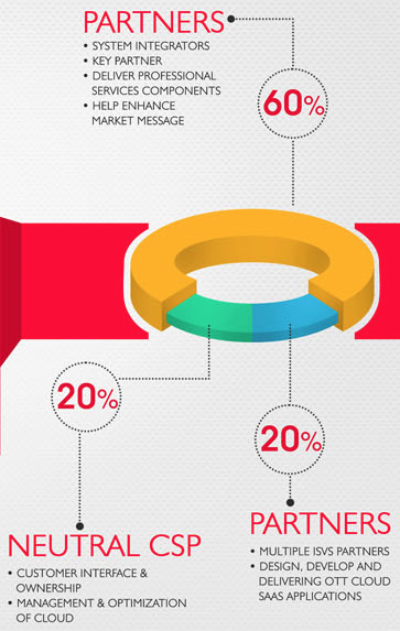 PARTNERS
• SYSTEM INTEGRATORS
• KEY PARTNER
• DELIVER PROFESSIONAL
SERVICES COMPONENTS
• HELP ENHANCE
MARKET MESSAGE
60%
20%
20%
NEUTRAL CSP
• CUSTOMER INTERFACE &
OWNERSHIP
• MANAGEMENT & OPTIMIZATION
OF CLOUD
PARTNERS
• MULTIPLE ISVS PARTNERS
• DESIGN, DEVELOP AND
DELIVERING OTT CLOUD
SAAS APPLICATIONS